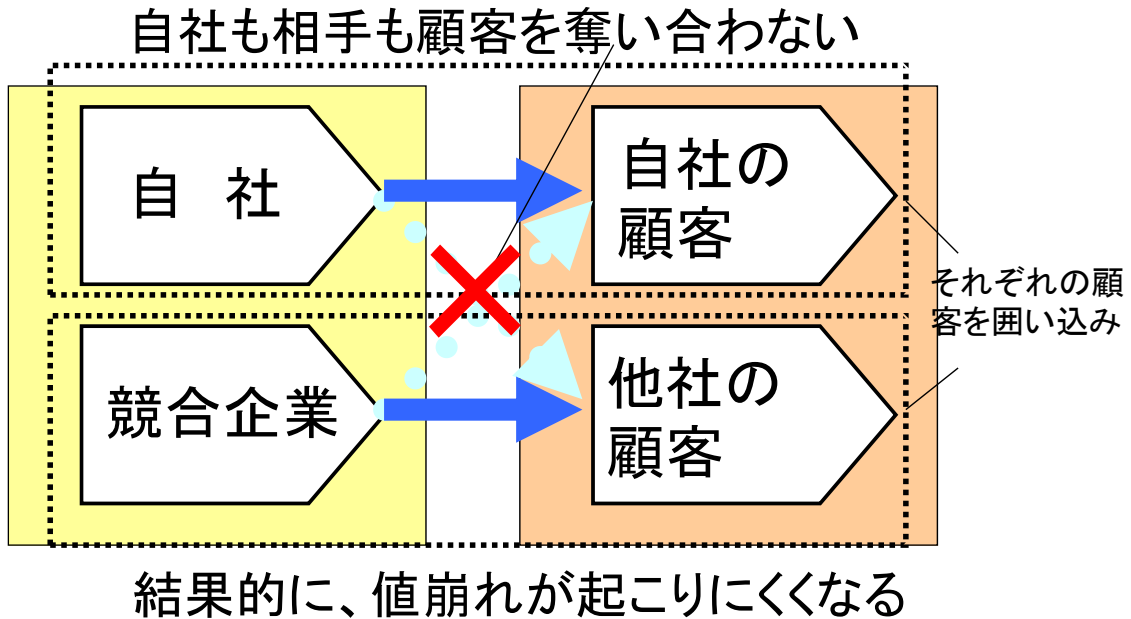 自社も相手も顧客を奪い合わない
自　社
自社の
顧客
それぞれの顧
客を囲い込み
競合企業
他社の
顧客
結果的に、値崩れが起こりにくくなる